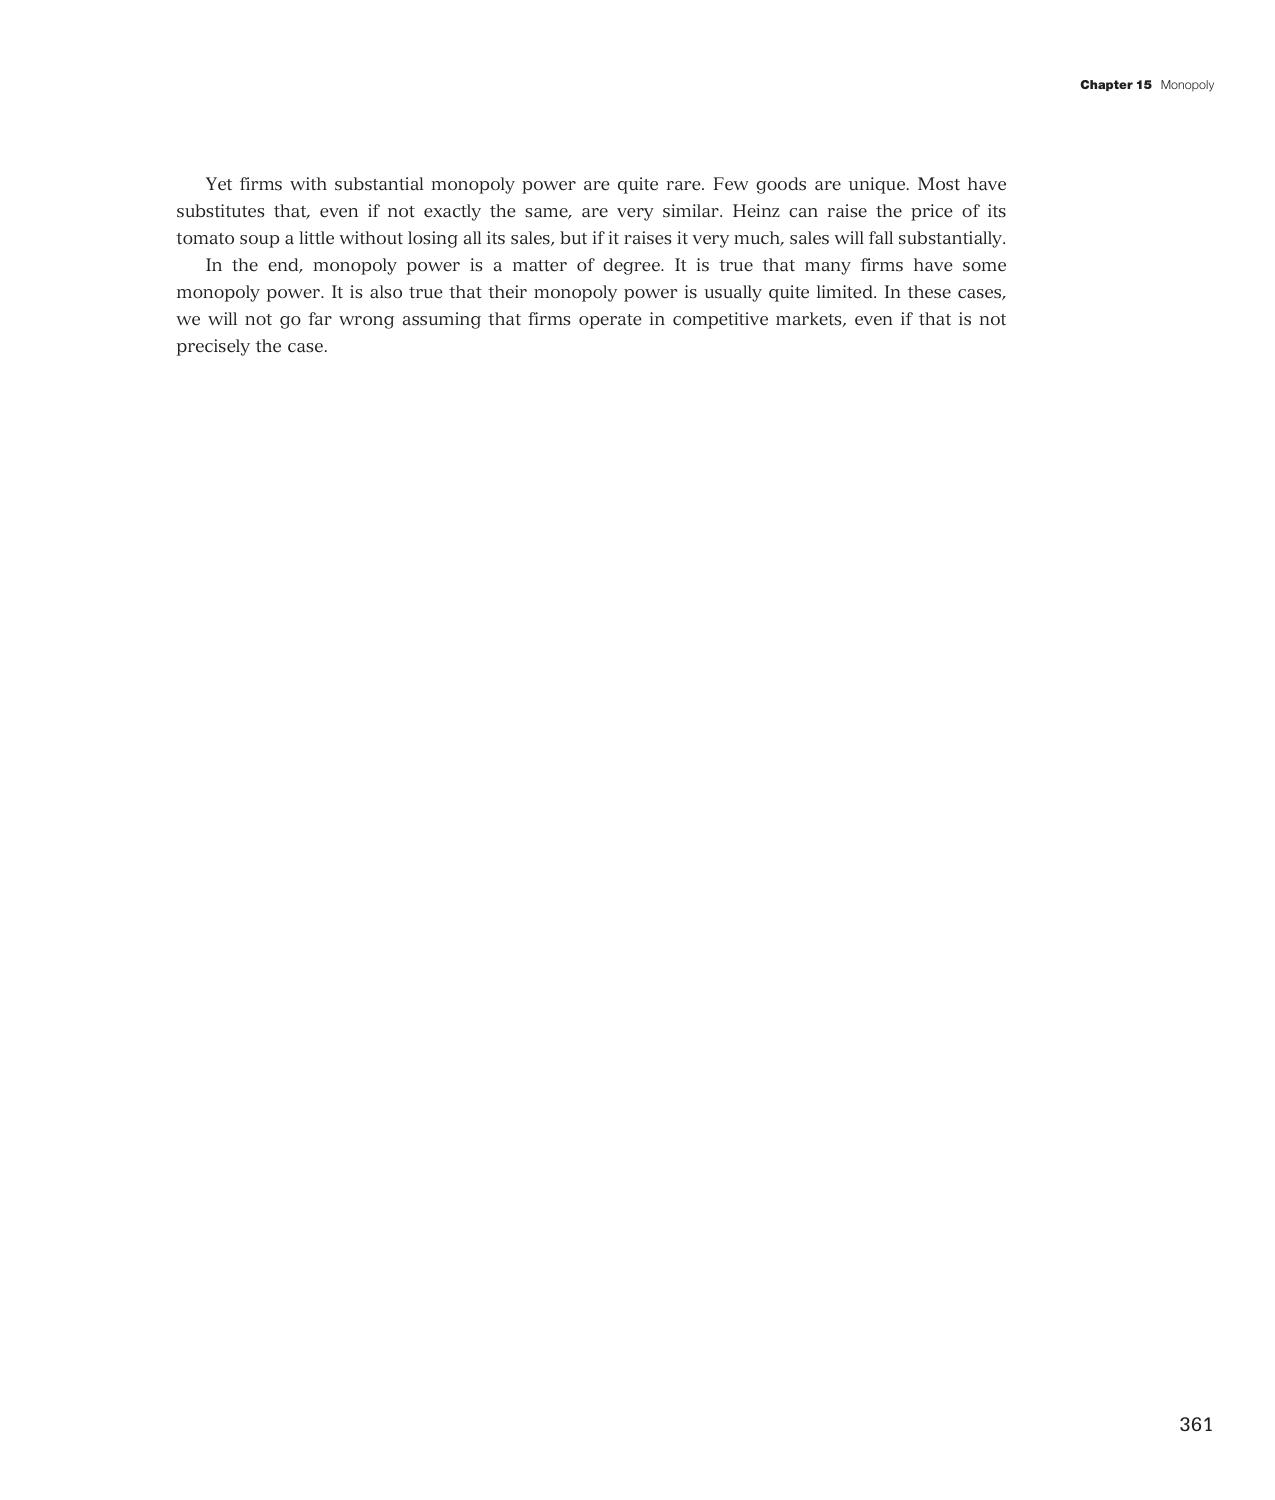 Chapter 15 Monopoly
Yet firms with substantial monopoly power are quite rare. Few goods are unique. Most have
substitutes that, even if not exactly the same, are very similar. Heinz can raise the price of its
tomato soup a little without losing all its sales, but if it raises it very much, sales will fall substantially.
In the end, monopoly power is a matter of degree. It is true that many firms have some
monopoly power. It is also true that their monopoly power is usually quite limited. In these cases,
we will not go far wrong assuming that firms operate in competitive markets, even if that is not
precisely the case.
361